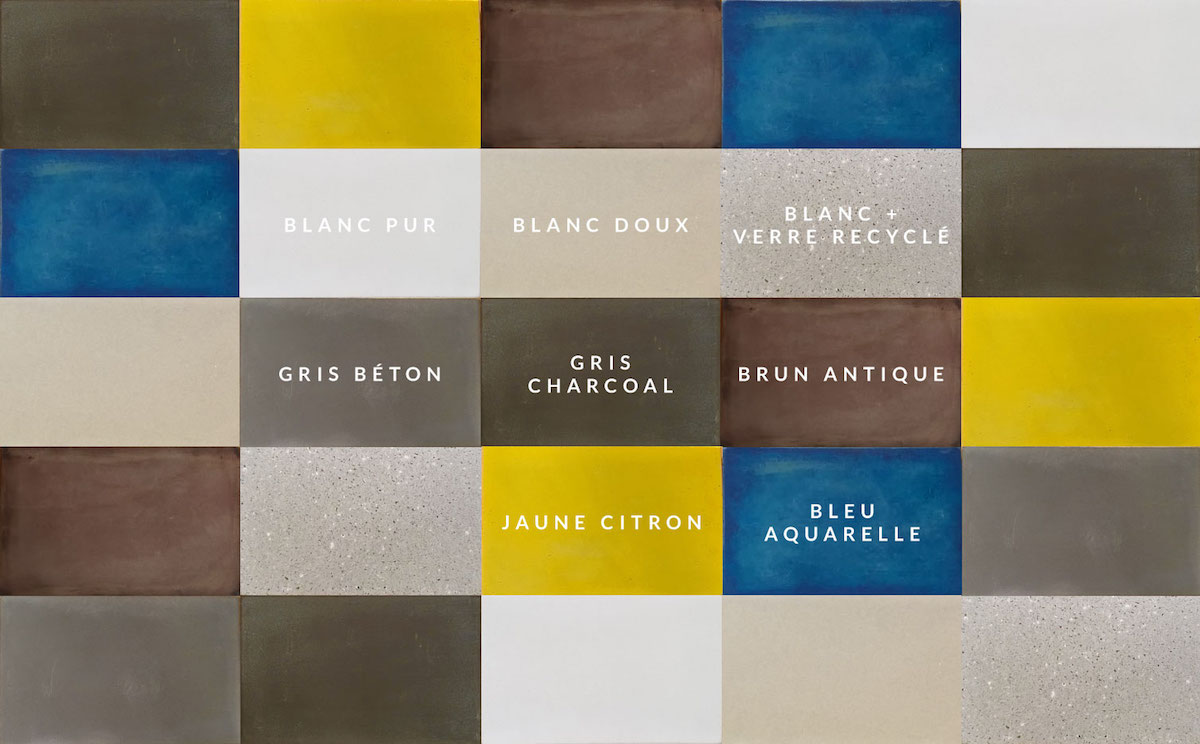 BLANC PUR
BLANC DOUX
BLANC +
VERRE RECYCLÉ
GRIS BÉTON
GRIS
CHARCOAL
BRUN ANTIQUE
JAUNE CITRON
BLEU
AQUARELLE